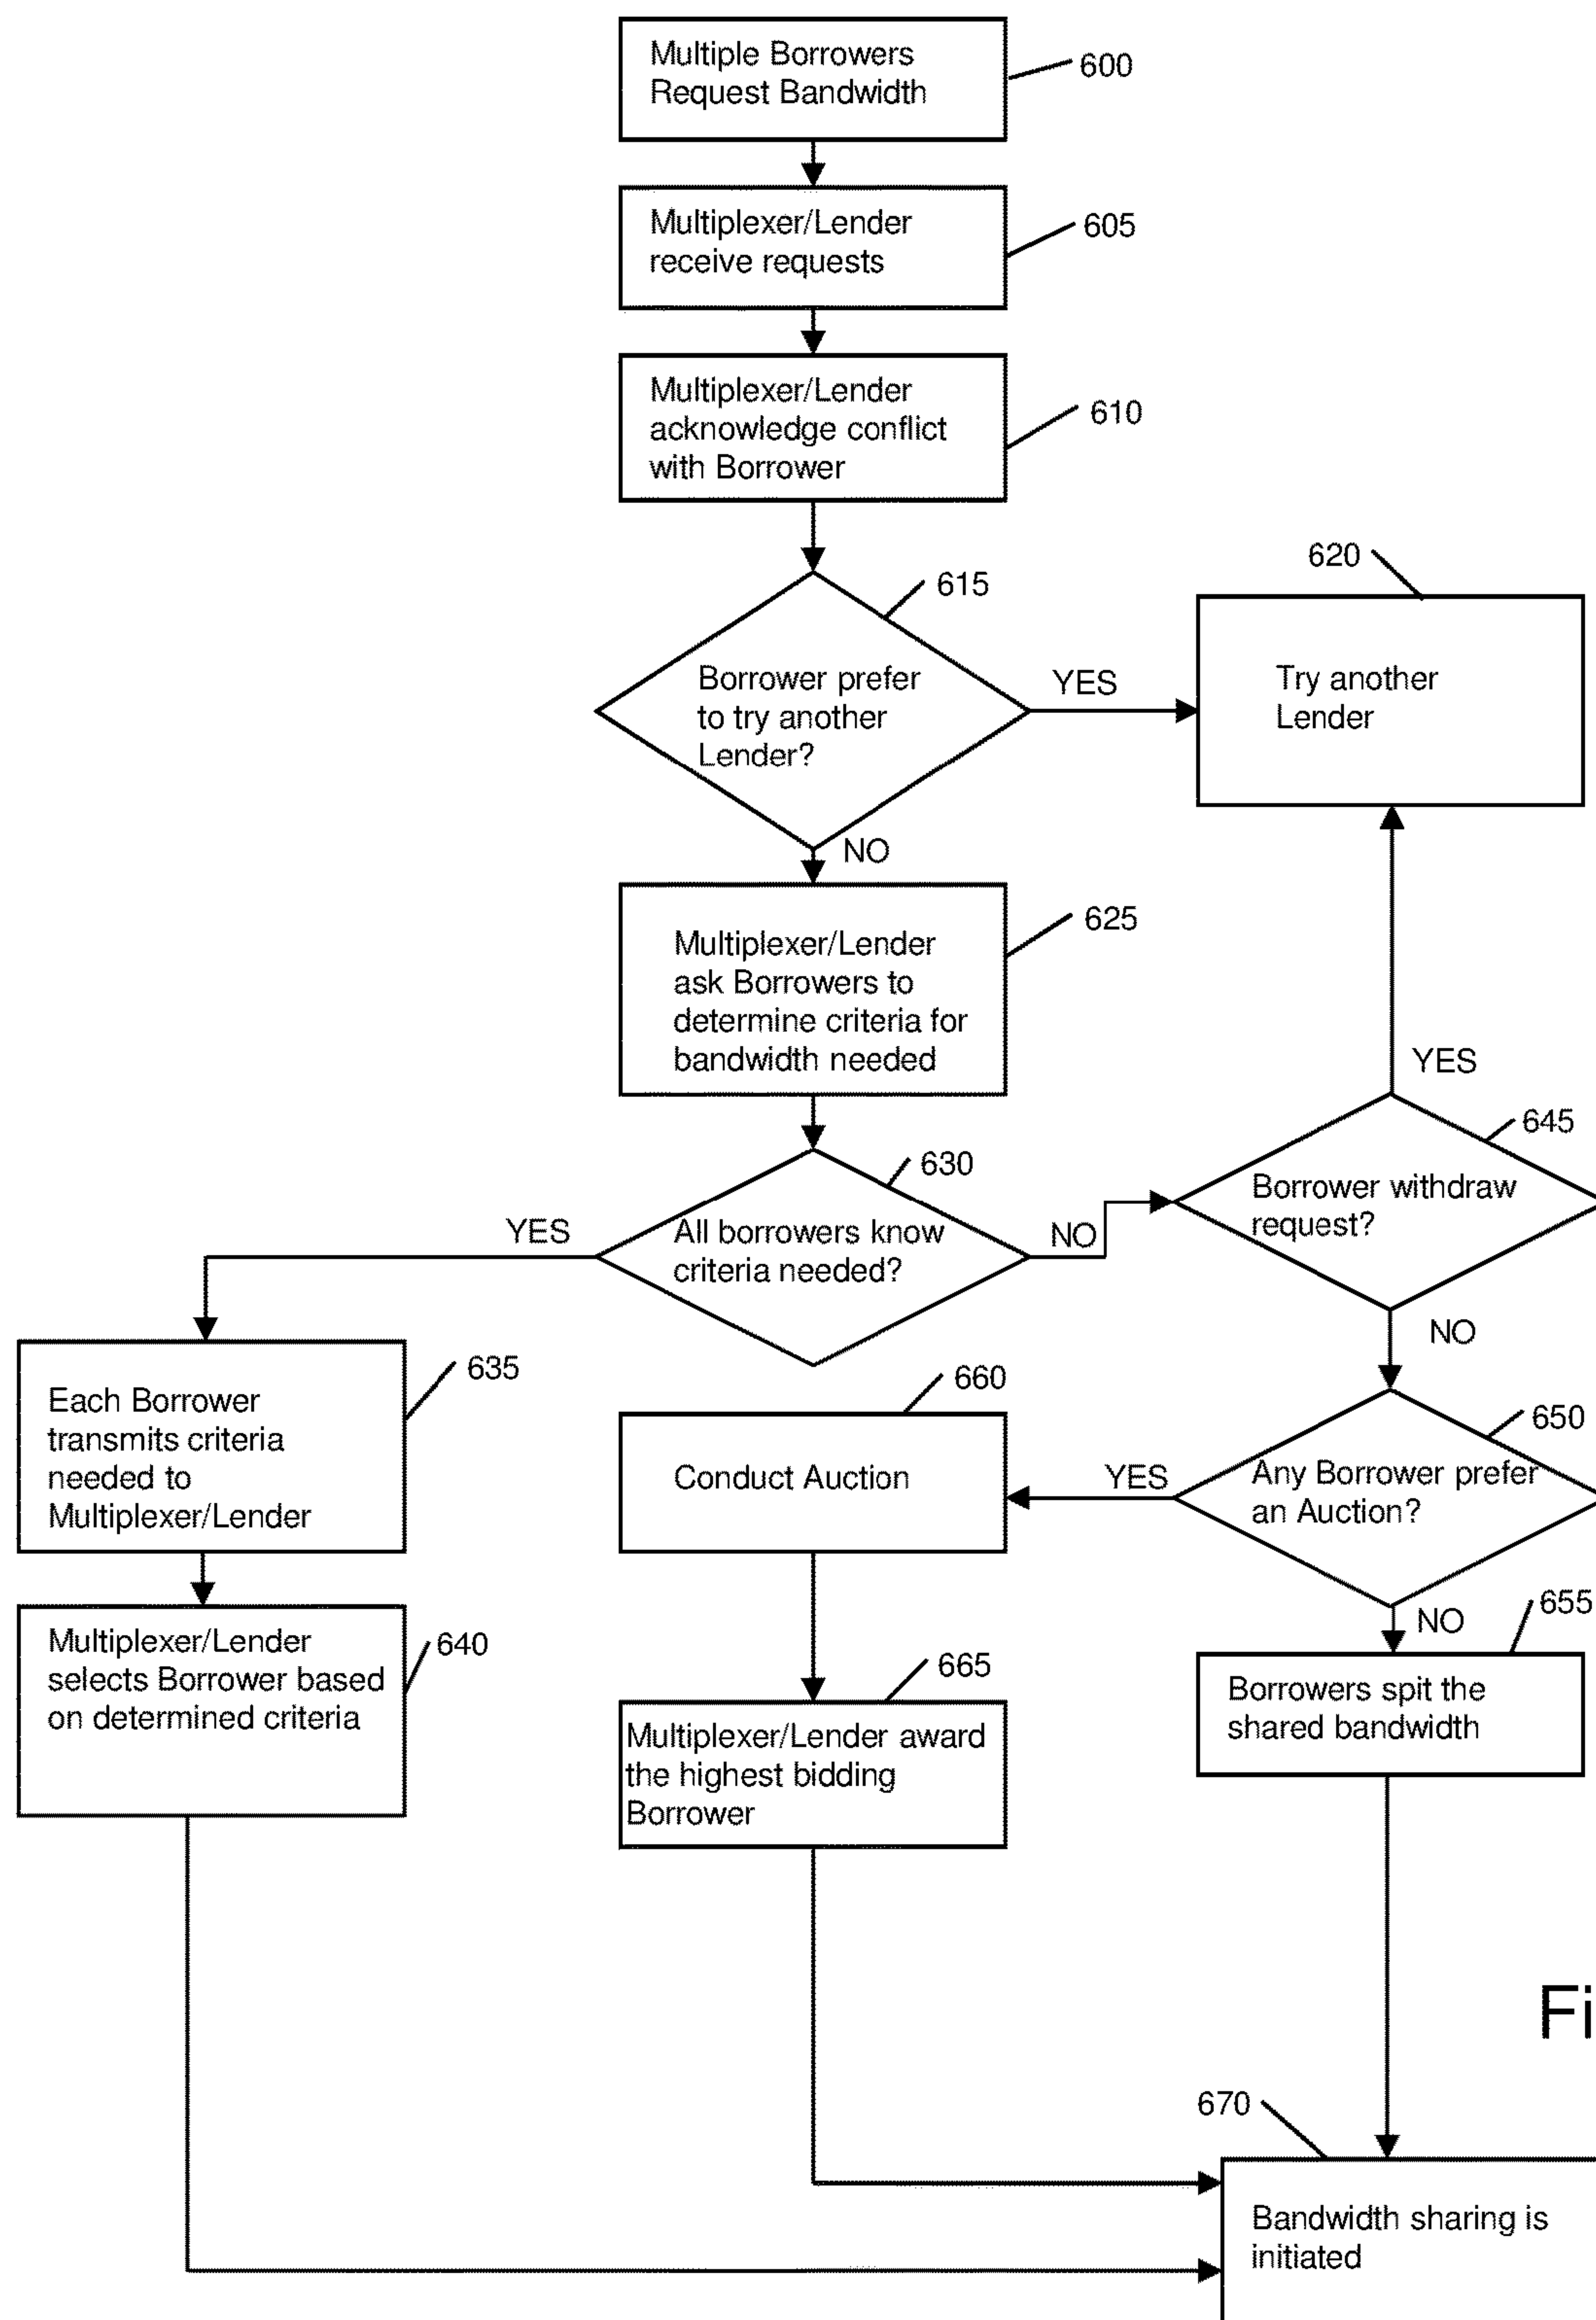 Multiple Borrowers
Request Bandwidth
600
Multiplexer/Lender
receive requests
605
Multiplexer/Lender
acknowledge conflict
with Borrower
610
615
Borrower prefer
to try another
Lender?
YES
620
Try another
Lender
NO
Multiplexer/Lender
ask Borrowers to
determine criteria for
bandwidth needed
625
630
All borrowers know
criteria needed?
YES
NO
YES
645
Borrower withdraw
request?
NO
635
Each Borrower
transmits criteria
needed to
Multiplexer/Lender
640
Multiplexer/Lender
selects Borrower based
on determined criteria
650
Any Borrower prefer
an Auction?
YES
660
Conduct Auction
665
Multiplexer/Lender award
the highest bidding
Borrower
NO
655
Borrowers spit the
shared bandwidth
Fi
670
Bandwidth sharing is
initiated